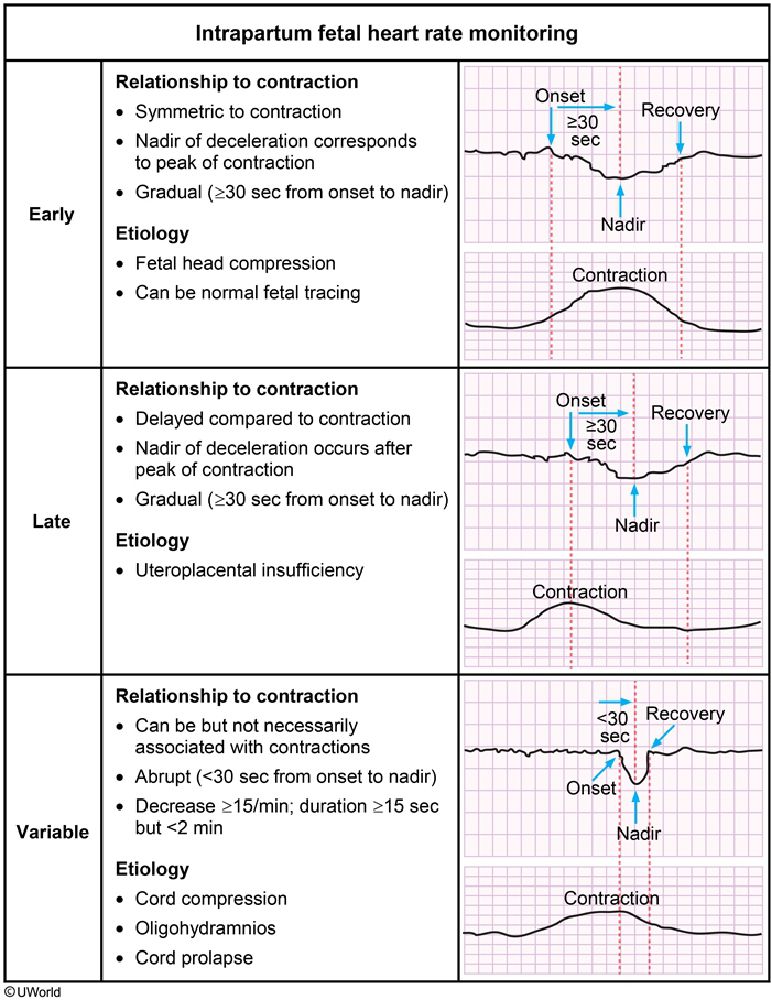 Intrapartum fetal heart rate monitoring
Early
Relationship to contraction
• Symmetric to contraction
• Nadir of deceleration corresponds
to peak of contraction
• Gradual (≥30 sec from onset to nadir)
Etiology
• Fetal head compression
• Can be normal fetal tracing
Onset
≥30
sec
Recovery
Nadir
Contraction
Late
Relationship to contraction
• Delayed compared to contraction
• Nadir of deceleration occurs after
peak of contraction
• Gradual (≥30 sec from onset to nadir)
Etiology
• Uteroplacental insufficiency
Onset
≥30
sec
Recovery
Nadir
Contraction
Variable
Relationship to contraction
• Can be but not necessarily
associated with contractions
• Abrupt (<30 sec from onset to nadir)
• Decrease ≥15/min; duration ≥15 sec
but <2 min
Etiology
• Cord compression
• Oligohydramnios
• Cord prolapse
<30
sec
Recovery
Onset
Nadir
Contraction
© UWorld